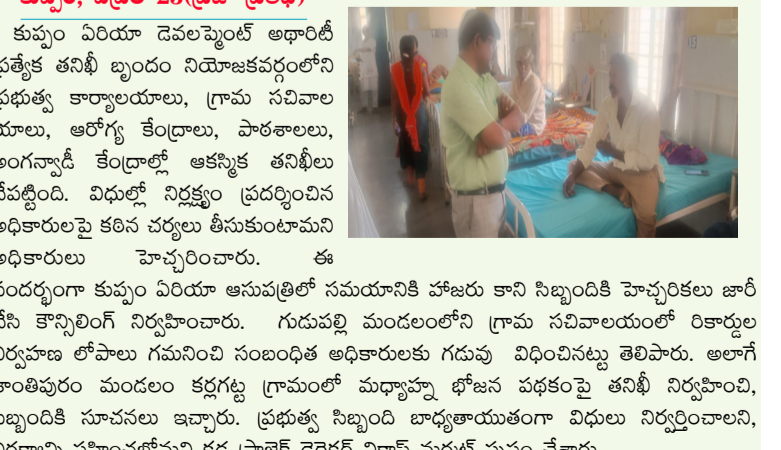 కుప్పం ఏరియా డెవలప్మెంట్ అథారిటీ
ప్రత్యేక తనిఖీ బృందం నియోజకవర్గంలోని
ప్రభుత్వ కార్యాలయాలు, గ్రామ సచివాల
యాలు, ఆరోగ్య కేంద్రాలు, పాఠశాలలు,
అంగన్వాడీ కేంద్రాల్లో ఆకస్మిక తనిఖీలు
చేపట్టింది. విధుల్లో నిర్లక్ష్యం ప్రదర్శించిన
అధికారులపై కఠిన చర్యలు తీసుకుంటామని
అధికారులు హెచ్చరించారు. ఈ
సందర్భంగా కుప్పం ఏరియా ఆసుపత్రిలో సమయానికి హాజరు కాని సిబ్బందికి హెచ్చరికలు జారీ
చేసి కౌన్సిలింగ్ నిర్వహించారు. గుడుపల్లి మండలంలోని గ్రామ సచివాలయంలో రికార్డుల
నిర్వహణ లోపాలు గమనించి సంబంధిత అధికారులకు గడువు విధించినట్టు తెలిపారు. అలాగే
శాంతిపురం మండలం కర్లగట్ట గ్రామంలో మధ్యాహ్న భోజన పథకంపై తనిఖీ నిర్వహించి,
సిబ్బందికి సూచనలు ఇచ్చారు. ప్రభుత్వ సిబ్బంది బాధ్యతాయుతంగా విధులు నిర్వర్తించాలని,